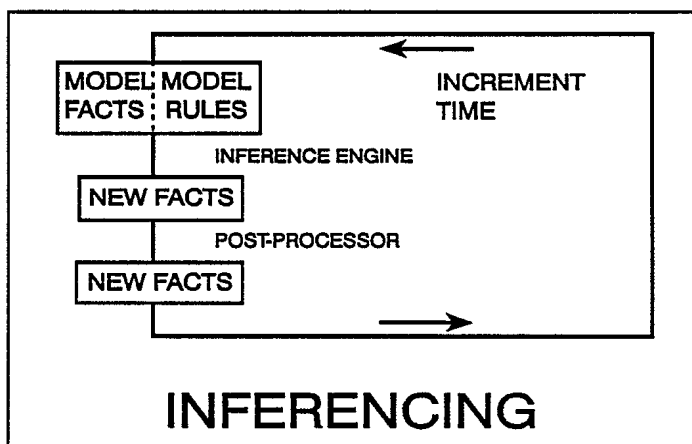 MODEL MODEL
FACTS RULES
INCREMENT
TIME
INFERENCE ENGINE
NEW FACTS
POST-PROCESSOR
NEW FACTS
INFERENCING